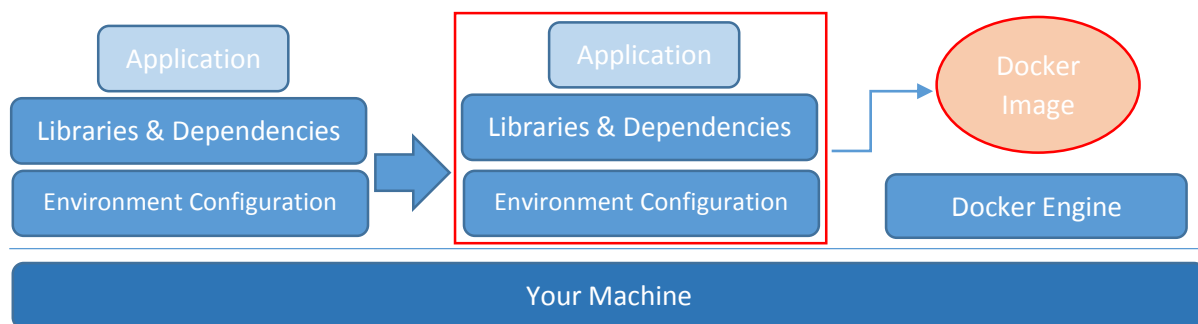 Application
Libraries & Dependencies
Environment Configuration
Application
Libraries & Dependencies
Environment Configuration
Docker
Image
Docker Engine
Your Machine